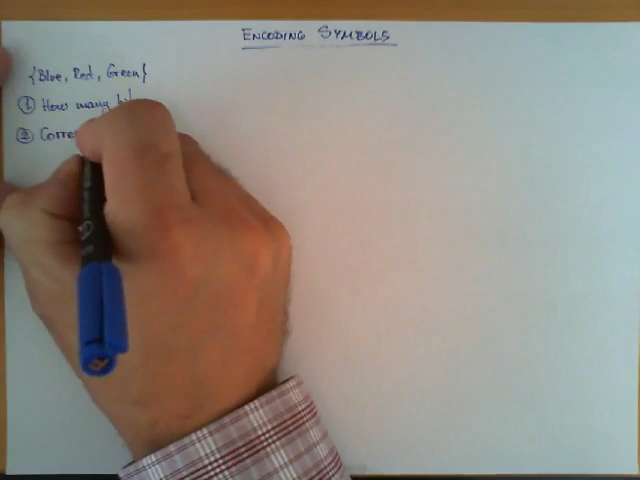 ENCODING SYMBOLS
{Blue, Red, Green}
① How many
②